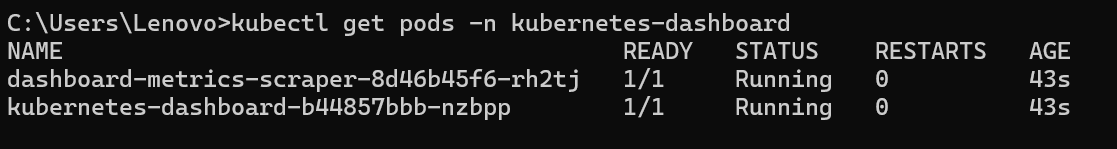 C:\Users\Lenovo>kubectl get pods -n kubernetes-dashboard
NAME READY STATUS RESTARTS AGE
dashboard-metrics-scraper-8d46b45f6-rh2tj 1/1 Running 0 43s
kubernetes-dashboard-b44857bbb-nzbpp 1/1 Running 0 43s